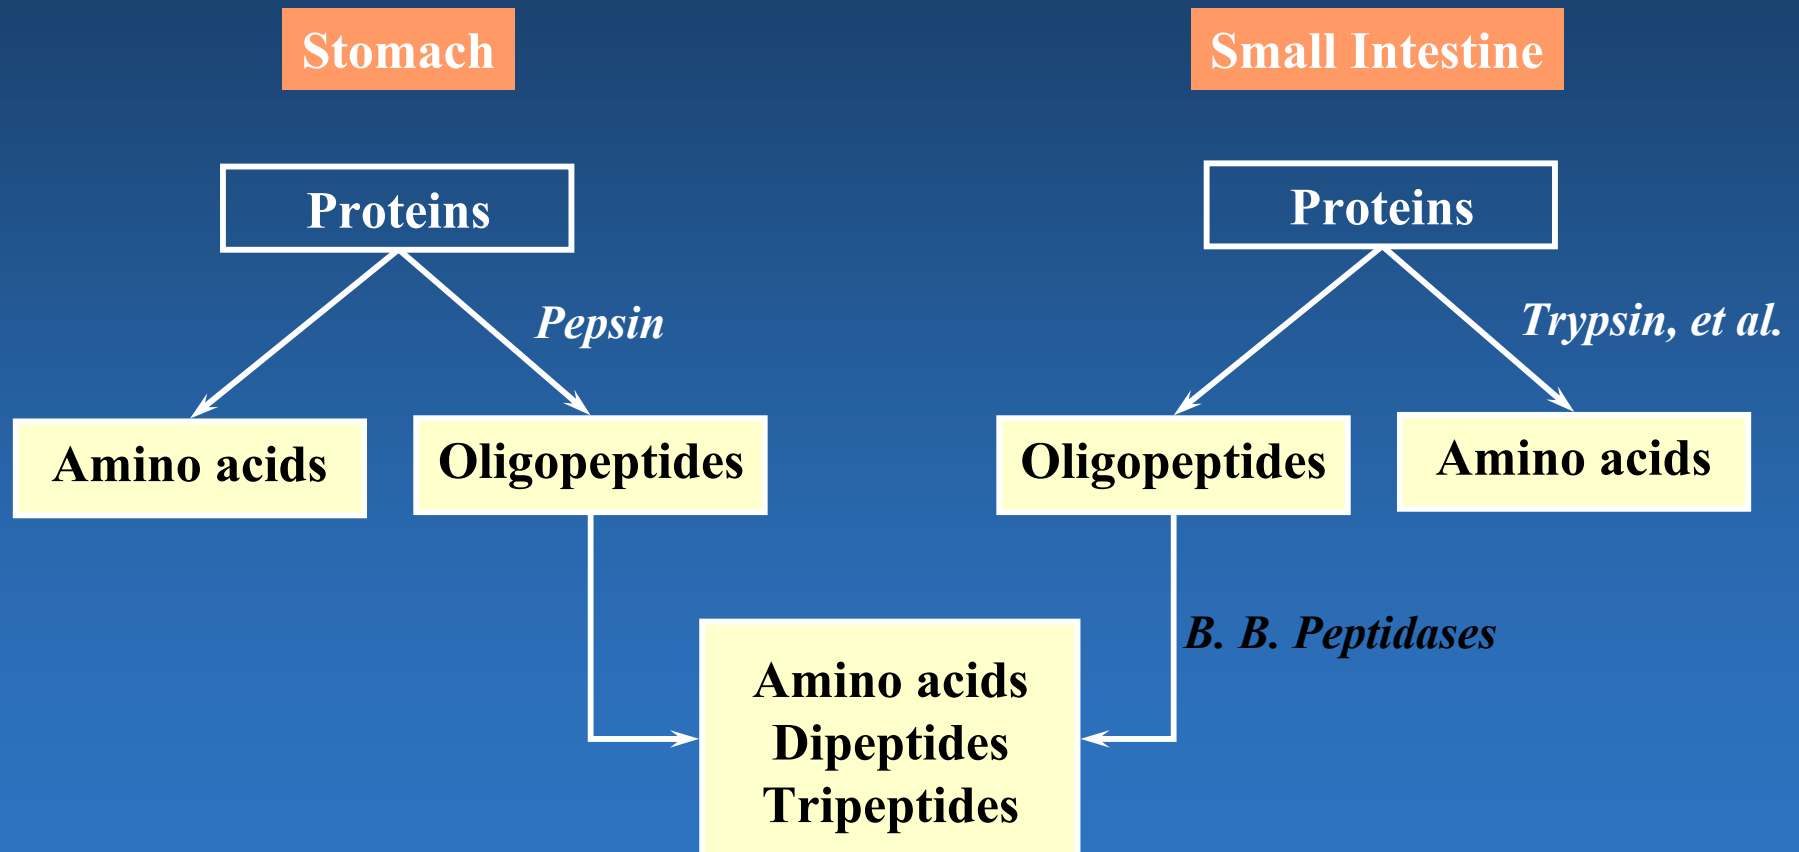 Stomach
Small Intestine
Proteins
Proteins
Pepsin
Trypsin, et al.
Amino acids
Oligopeptides
Oligopeptides
Amino acids
B. B. Peptidases
Amino acids
Dipeptides
Tripeptides